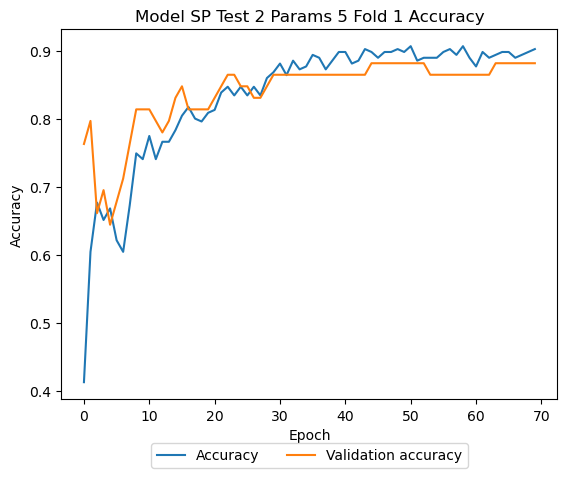 Model SP Test 2 Params 5 Fold 1 Accuracy
0.9
0.8
0.7
0.6
0.5
0.4
Accuracy
0 10 20 30 40 50 60 70
Epoch
Accuracy Validation accuracy